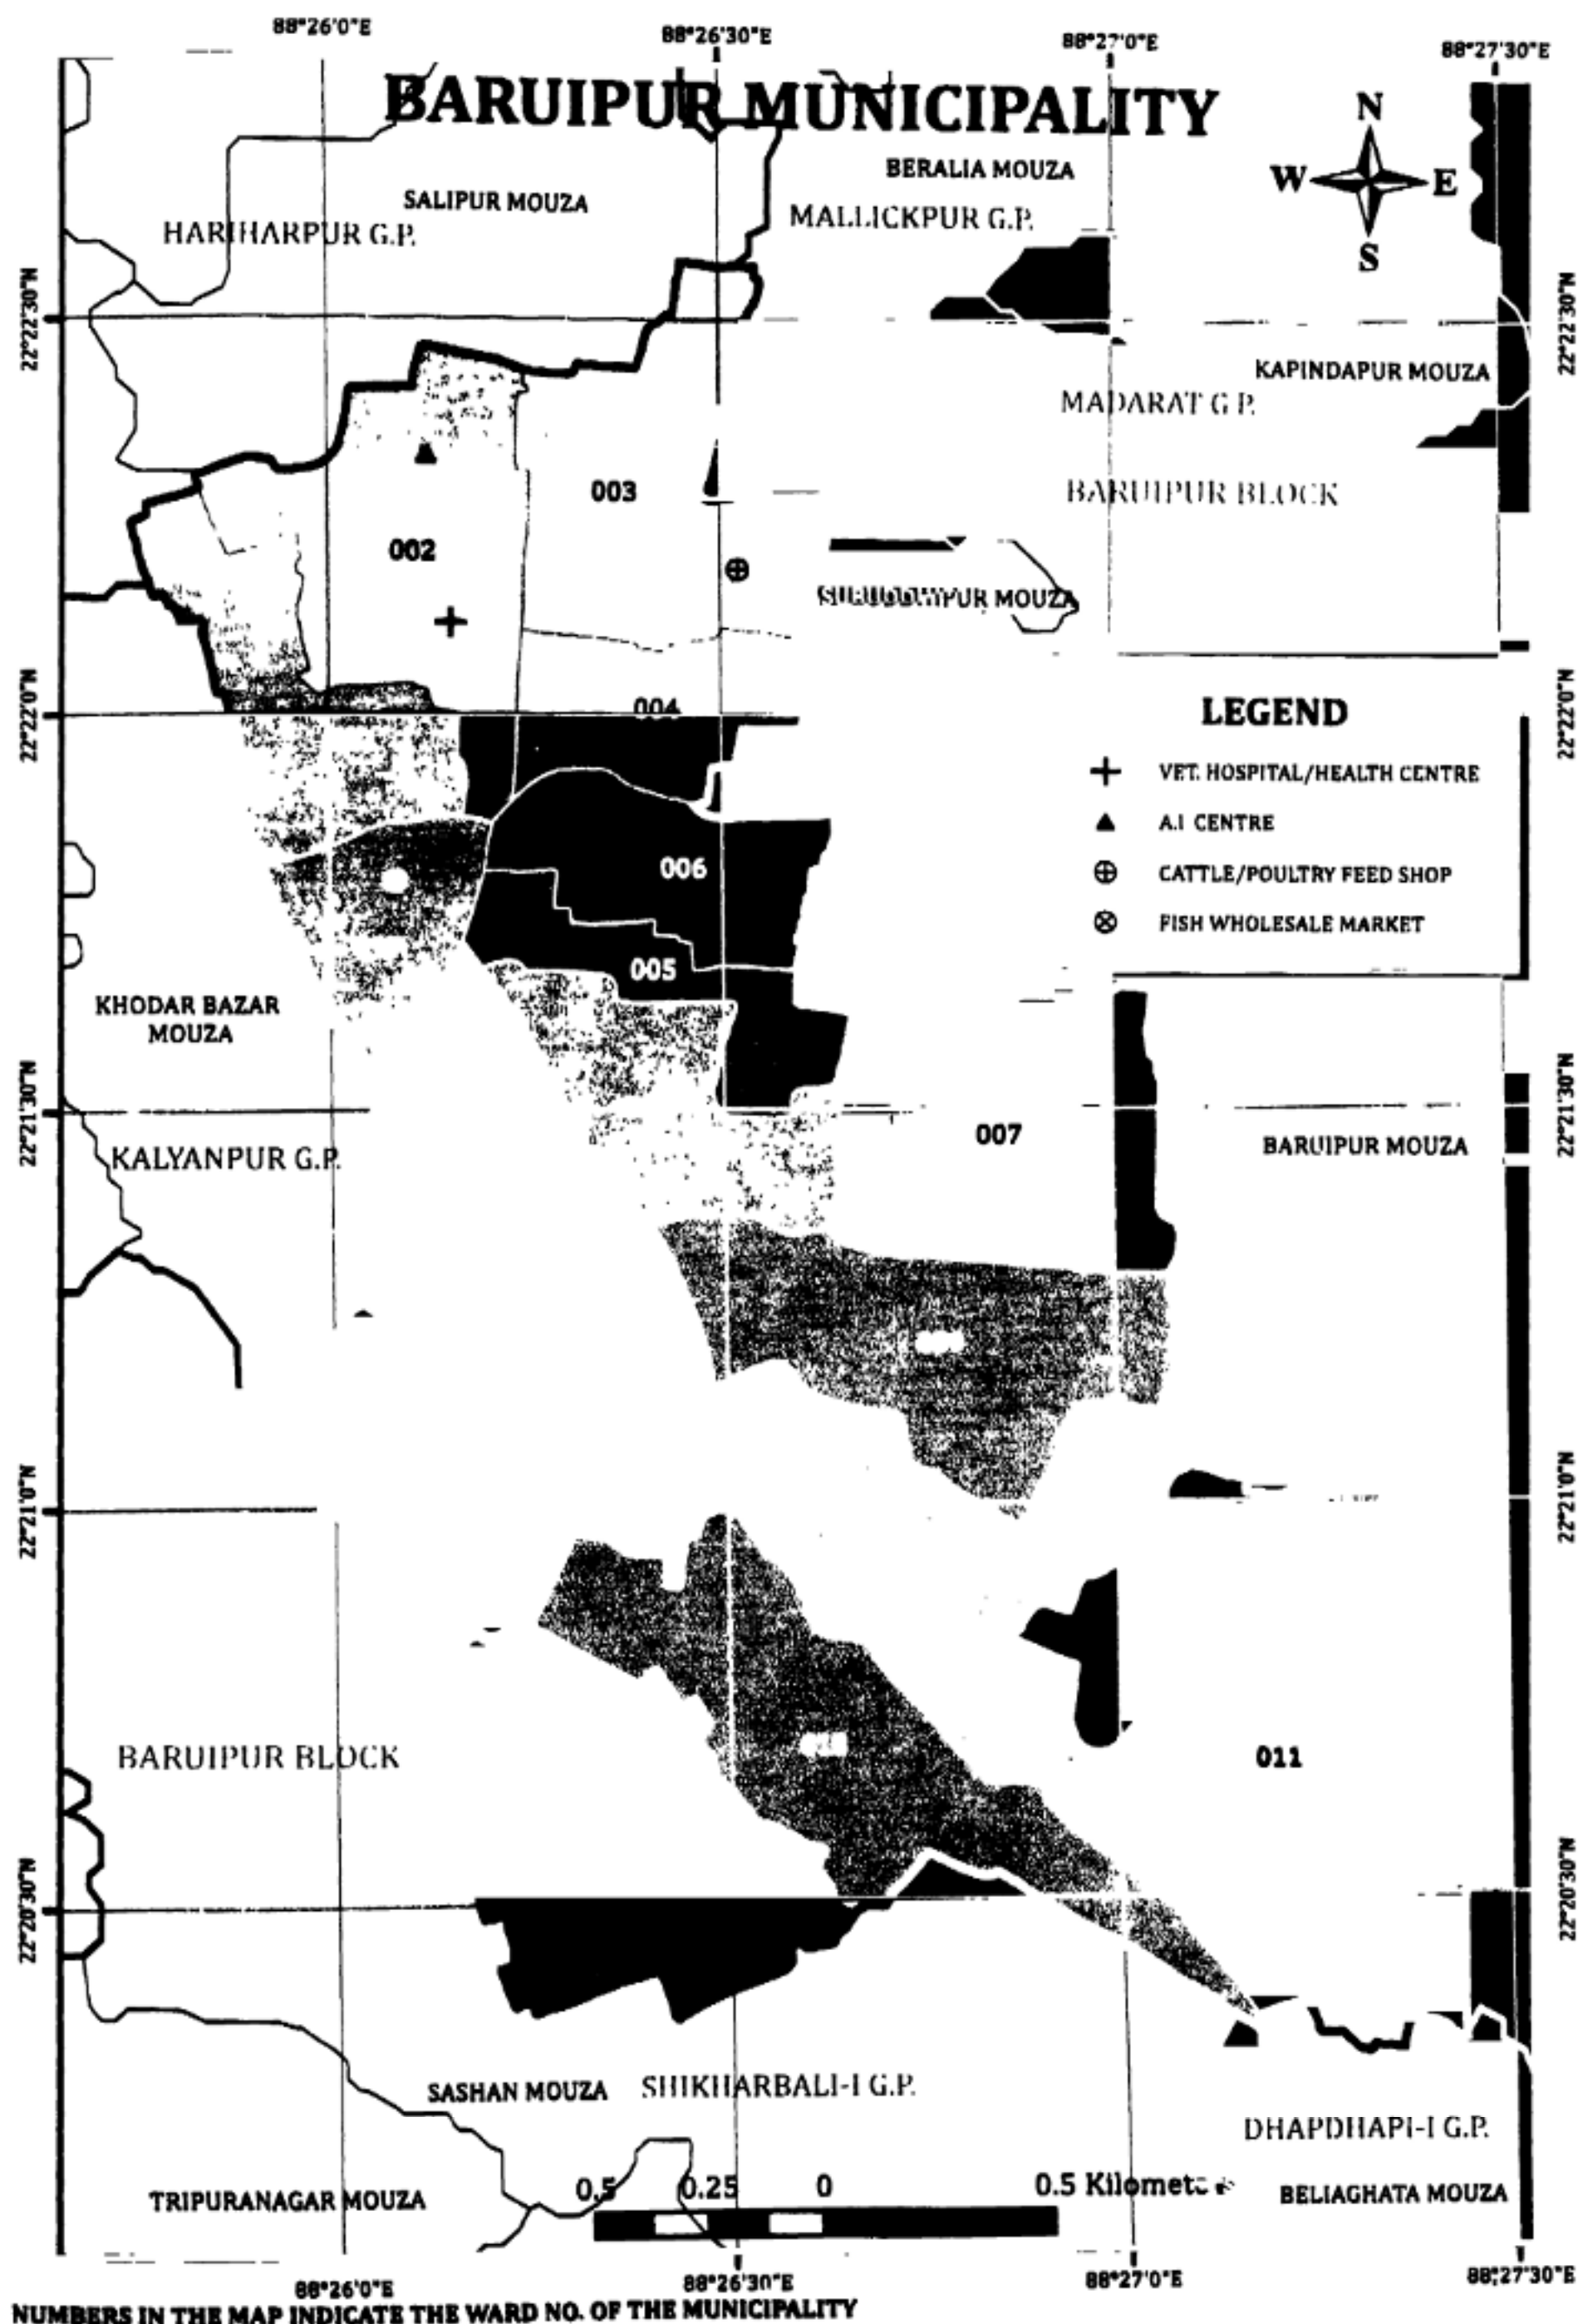 88°26'0"E
88°26'30"E
88°27'0"E
88°27'30"E
BARUIPUR MUNICIPALITY
N
W
E
S
BERALIA MOUZA
SALIPUR MOUZA
MALLICKPUR G.P.
HARIHARPUR G.P.
22°22'30"N
22°22'30"N
KAPINDAPUR MOUZA
MADARAT G.P.
003
BARUIPUR BLOCK
002
MOUZA
004
22°22'0"N
22°22'0"N
LEGEND
VET. HOSPITAL/HEALTH CENTRE
A.I CENTRE
CATTLE/POULTRY FEED SHOP
FISH WHOLESALE MARKET
006
005
KHODAR BAZAR
MOUZA
22°21'30"N
22°21'30"N
007
BARUIPUR MOUZA
KALYANPUR G.P.
22°21'0"N
22°21'0"N
BARUIPUR BLOCK
011
22°20'30"N
22°20'30"N
SASHAN MOUZA
SHIKHARBALI-I G.P.
DHAPDHAPI-I G.P.
0.5 0.25 0 0.5
TRIPURANAGAR MOUZA
BELIAGHATA MOUZA
88°26'0"E
88°26'30"E
88°27'0"E
88°27'30"E
NUMBERS IN THE MAP INDICATE THE WARD NO. OF THE MUNICIPALITY